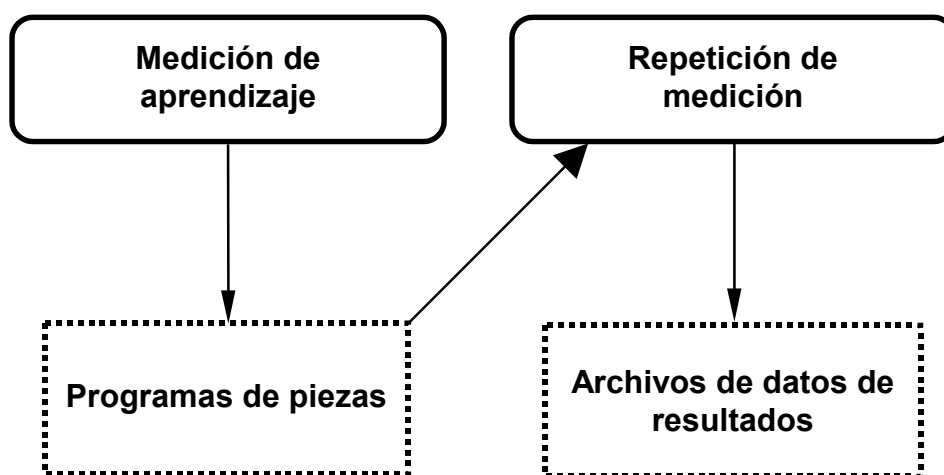 Medición de
aprendizaje
Repetición de
medición
Programas de piezas
Archivos de datos de
resultados